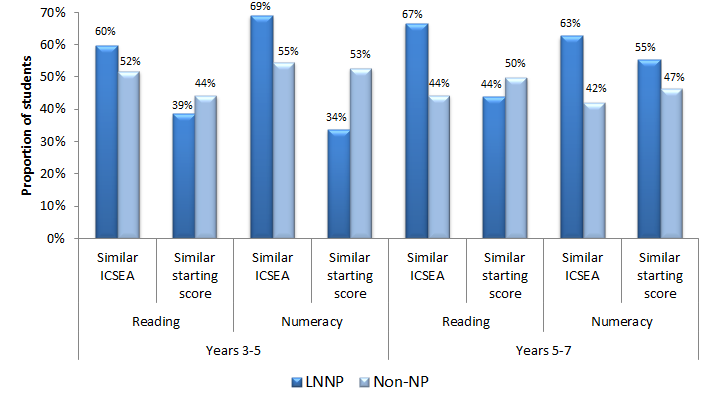 Proportion of students
70%
60%
50%
40%
30%
20%
10%
0%
60%
52%
39%
44%
69%
55%
34%
53%
67%
44%
44%
50%
63%
42%
55%
47%
Similar ICSEA
Similar starting score
Similar ICSEA
Similar starting score
Similar ICSEA
Similar starting score
Similar ICSEA
Similar starting score
Reading
Numeracy
Reading
Numeracy
Years 3-5
Years 5-7
LNNP
Non-NP